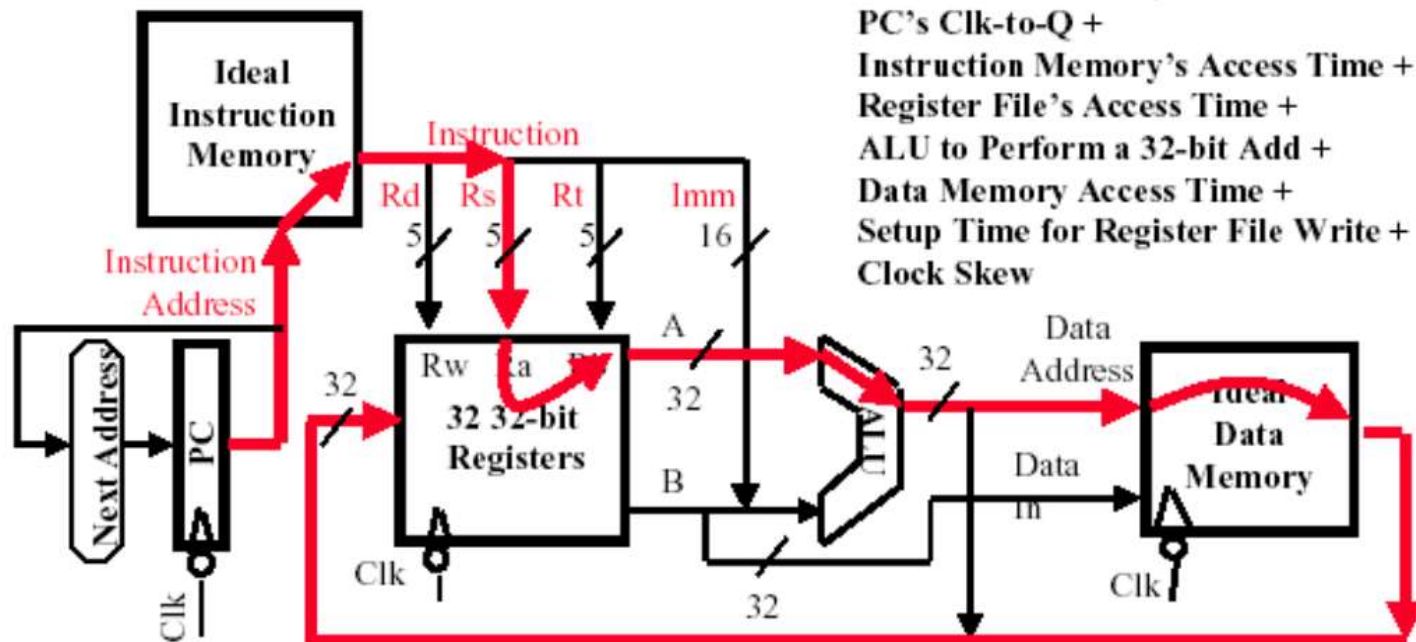 PC's Clk-to-Q +
Instruction Memory's Access Time +
Register File's Access Time +
ALU to Perform a 32-bit Add +
Data Memory Access Time +
Setup Time for Register File Write +
Clock Skew
Ideal
Instruction
Memory
Instruction
Rd
Rs
Rt
Imm
5
5
5
16
Instruction
Address
Next Address
PC
Clk
32
Rw
Ra
32 32-bit
Registers
Clk
A
32
B
32
ALU
32
Data
Address
Data
In
Ideal
Data
Memory
Clk